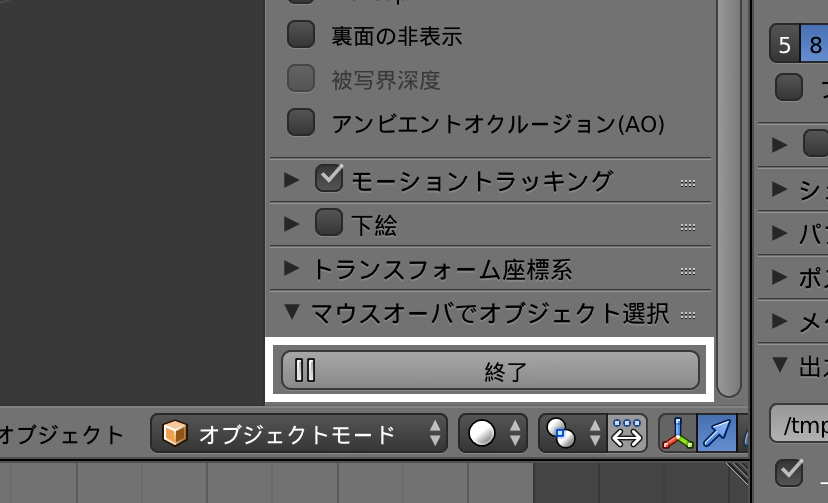 裏面の非表示
被写界深度
アンビエントオクルージョン(AO)
モーショントラッキング
下絵
トランスフォーム座標系
マウスオーバでオブジェクト選択
終了
オブジェクト
オブジェクトモード
5
8
シ
パ
ポ
メ
出
/tmp